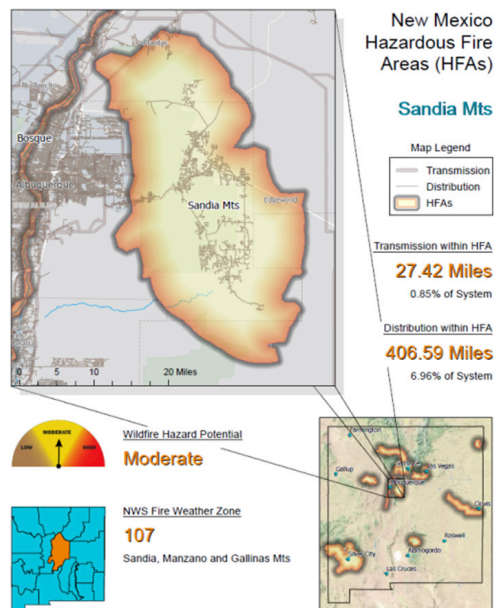 New Mexico
Hazardous Fire
Areas (HFAs)
Sandia Mts
Map Legend
Transmission
Distribution
HFAs
Transmission within HFA
27.42 Miles
0.85% of System
Distribution within HFA
406.59 Miles
6.96% of System
Bosque
Albuquerque
Sandia Mts
Edgewood
0 5 10 20 Miles
Wildfire Hazard Potential
Moderate
LOW
MODERATE
HIGH
NWS Fire Weather Zone
107
Sandia, Manzano and Gallinas Mts
Farmington
Gallup
Las Vegas
Albuquerque
Clovis
Roswell
Silver City
Alamogordo
Las Cruces